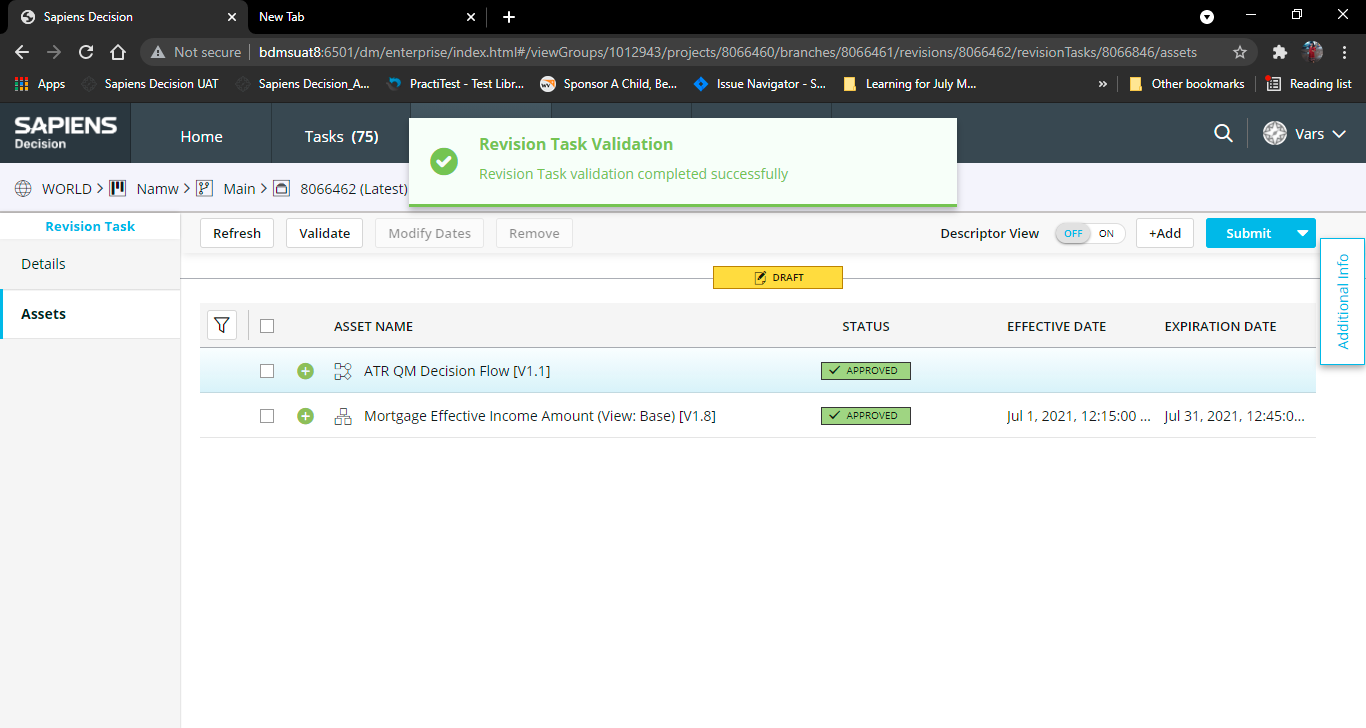 Sapiens Decision
New Tab
Not secure
bdmsuat8:6501/dm/enterprise/index.html#/viewGroups/1012943/projects/8066460/branches/8066461/revisions/8066462/revisionTasks/8066846/assets
Apps
Sapiens Decision UAT
Sapiens Decision_A...
PractiTest - Test Libr...
Sponsor A Child, Be...
Issue Navigator - S...
Learning for July M...
»
Other bookmarks
Reading list
SAPIENS
Decision
Home
Tasks (75)
Vars
Revision Task Validation
Revision Task validation completed successfully
WORLD > Namw > Main > 8066462 (Latest)
Revision Task
Details
Assets
Refresh
Validate
Modify Dates
Remove
Descriptor View
OFF ON
+Add
Submit
Additional Info
DRAFT
ASSET NAME STATUS EFFECTIVE DATE EXPIRATION DATE
ATR QM Decision Flow [V1.1] APPROVED
Mortgage Effective Income Amount (View: Base) [V1.8] APPROVED Jul 1, 2021, 12:15:00 ... Jul 31, 2021, 12:45:0...